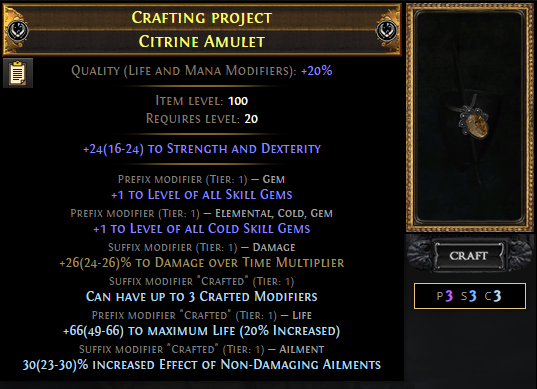 Crafting project
Citrine Amulet
Quality (Life and Mana Modifiers): +20%
Item level: 100
Requires level: 20
+24(16-24) to Strength and Dexterity
Prefix modifier (Tier: 1) — Gem
+1 to Level of all Skill Gems
Prefix modifier (Tier: 1) — Elemental, Cold, Gem
+1 to Level of all Cold Skill Gems
Suffix modifier (Tier: 1) — Damage
+26(24-26)% to Damage over Time Multiplier
Suffix modifier "Crafted" (Tier: 1)
Can have up to 3 Crafted Modifiers
Prefix modifier "Crafted" (Tier: 1) — Life
+66(49-66) to maximum Life (20% Increased)
Suffix modifier "Crafted" (Tier: 1) — Ailment
30(23-30)% increased Effect of Non-Damaging Ailments
CRAFT
P3 S3 C3